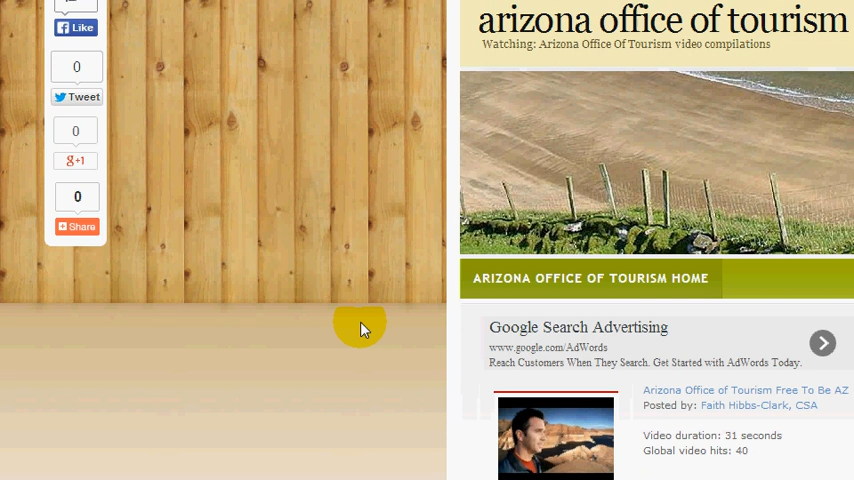 Like
0
Tweet
0
g+1
0
Share
arizona office of tourism
Watching: Arizona Office Of Tourism video compilations
ARIZONA OFFICE OF TOURISM HOME
Google Search Advertising
www.google.com/AdWords
Reach Customers When They Search. Get Started with AdWords Today.
Arizona Office of Tourism Free To Be AZ
Posted by: Faith Hibbs-Clark, CSA
Video duration: 31 seconds
Global video hits: 40